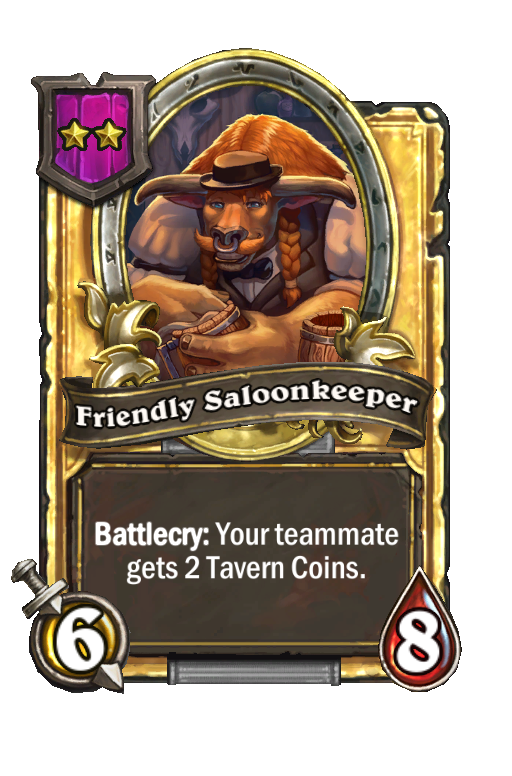 Friendly Saloonkeeper
Battlecry: Your teammate
gets 2 Tavern Coins.
6
8